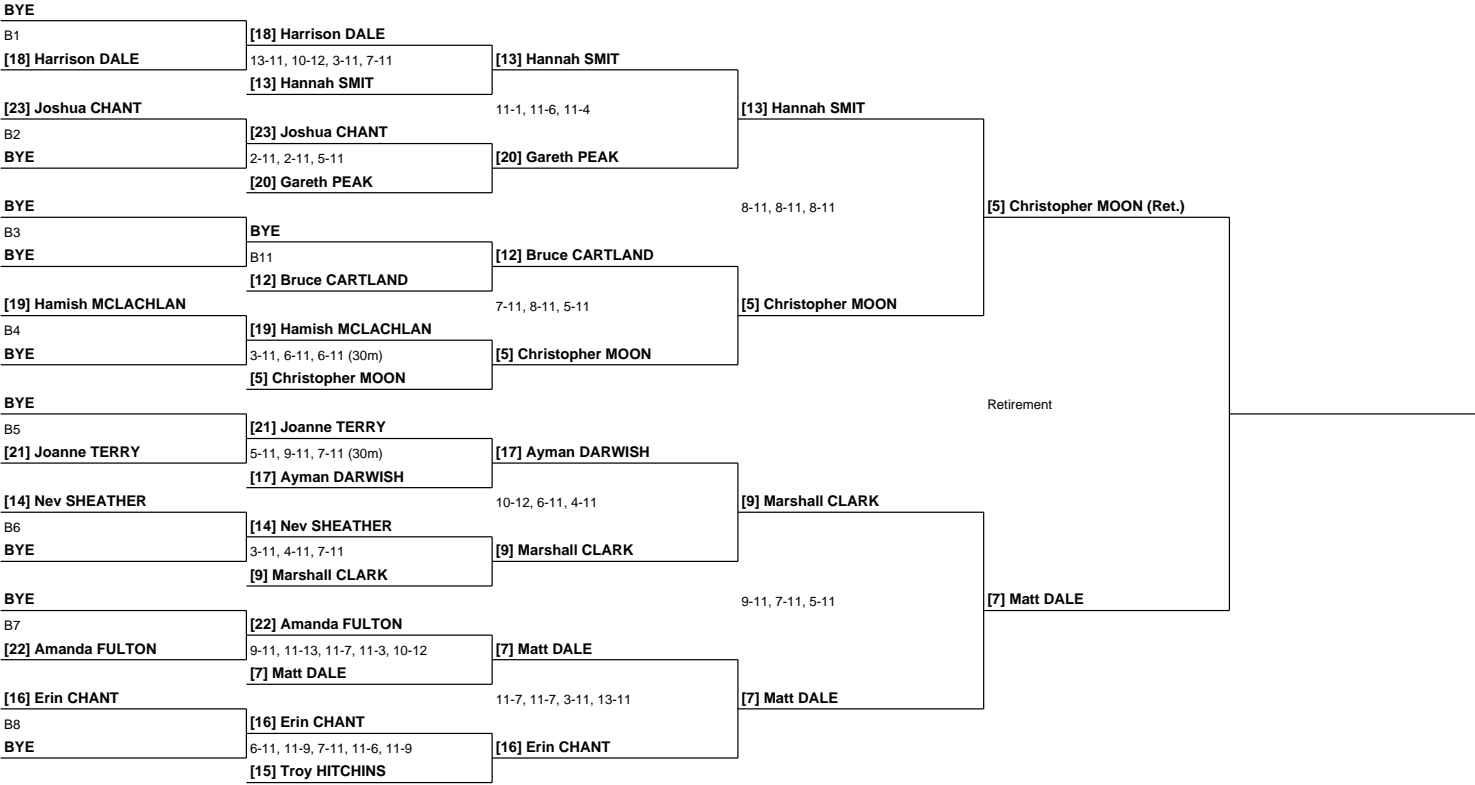 BYE
B1
[18] Harrison DALE
[18] Harrison DALE
13-11, 10-12, 3-11, 7-11
[13] Hannah SMIT
[13] Hannah SMIT
[23] Joshua CHANT
B2
BYE
[23] Joshua CHANT
2-11, 2-11, 5-11
[20] Gareth PEAK
11-1, 11-6, 11-4
[20] Gareth PEAK
[13] Hannah SMIT
BYE
B3
BYE
BYE
B11
[12] Bruce CARTLAND
[12] Bruce CARTLAND
[19] Hamish MCLACHLAN
B4
BYE
[19] Hamish MCLACHLAN
3-11, 6-11, 6-11 (30m)
[5] Christopher MOON
7-11, 8-11, 5-11
[5] Christopher MOON
8-11, 8-11, 8-11
[5] Christopher MOON
[5] Christopher MOON (Ret.)
BYE
B5
[21] Joanne TERRY
[21] Joanne TERRY
5-11, 9-11, 7-11 (30m)
[17] Ayman DARWISH
[17] Ayman DARWISH
[14] Nev SHEATHER
B6
BYE
[14] Nev SHEATHER
3-11, 4-11, 7-11
[9] Marshall CLARK
10-12, 6-11, 4-11
[9] Marshall CLARK
[9] Marshall CLARK
BYE
B7
[22] Amanda FULTON
[22] Amanda FULTON
9-11, 11-13, 11-7, 11-3, 10-12
[7] Matt DALE
[7] Matt DALE
[16] Erin CHANT
B8
BYE
[16] Erin CHANT
6-11, 11-9, 7-11, 11-6, 11-9
[15] Troy HITCHINS
11-7, 11-7, 3-11, 13-11
[16] Erin CHANT
9-11, 7-11, 5-11
[7] Matt DALE
Retirement
[7] Matt DALE